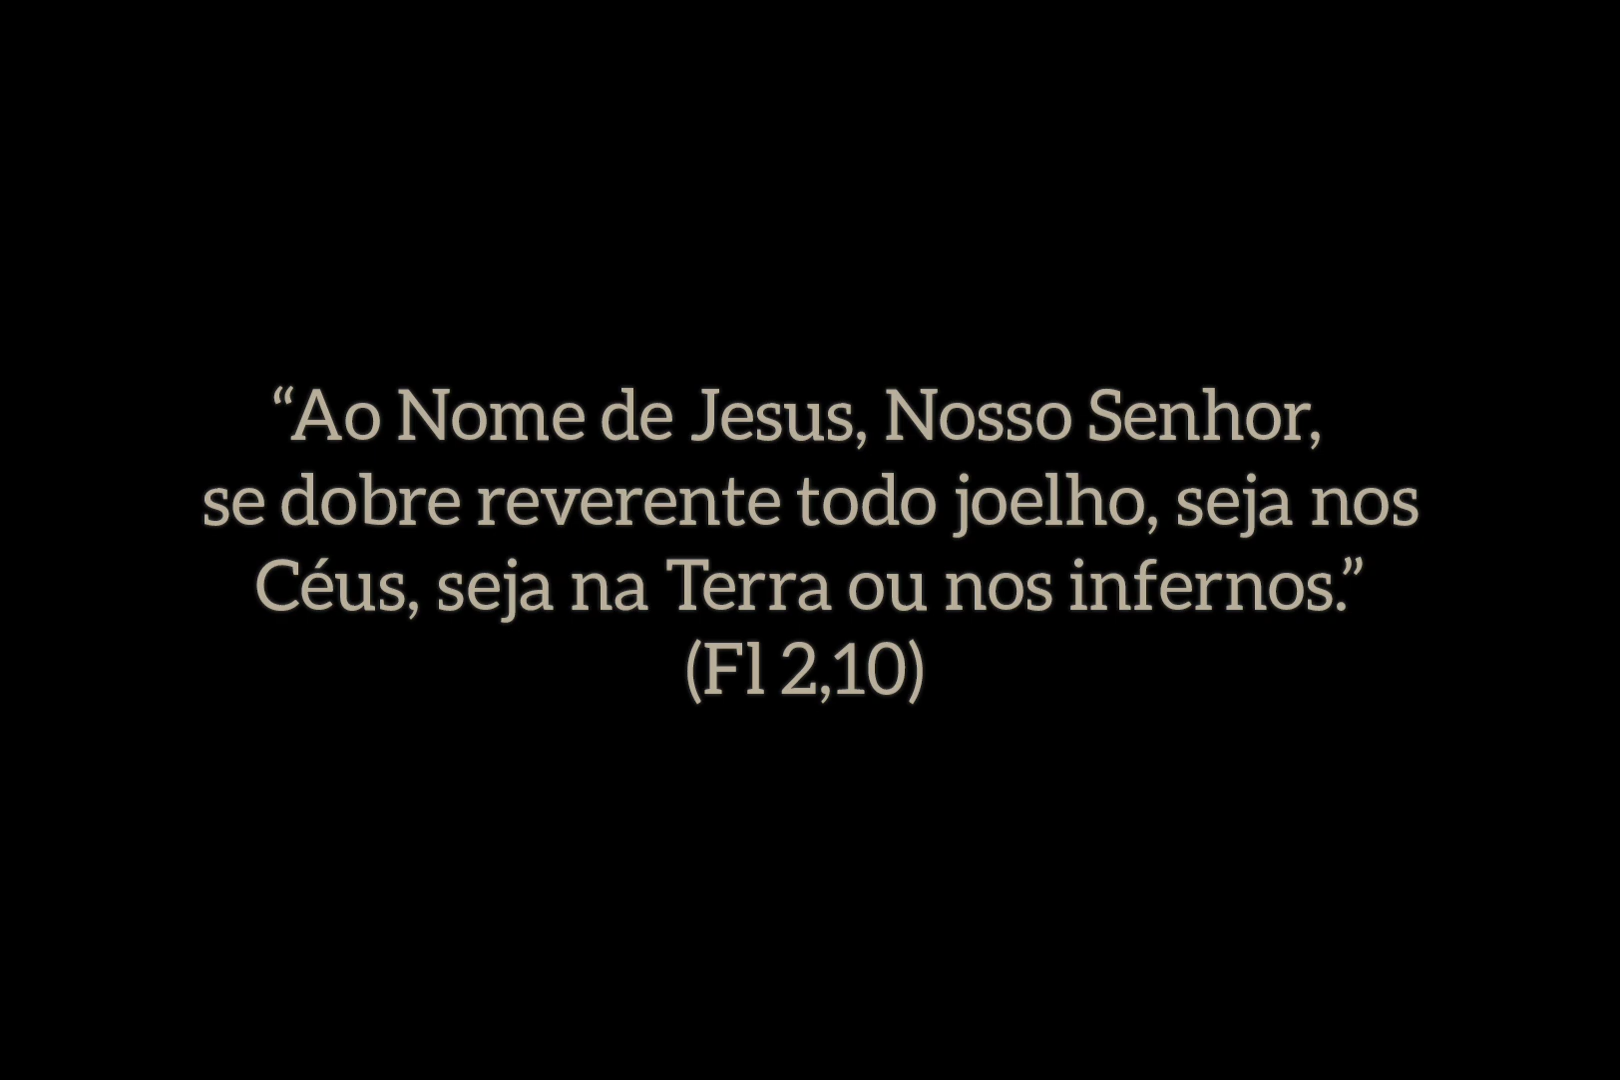 “Ao Nome de Jesus, Nosso Senhor,
se dobre reverente todo joelho, seja nos
Céus, seja na Terra ou nos infernos.”
(Fl 2,10)